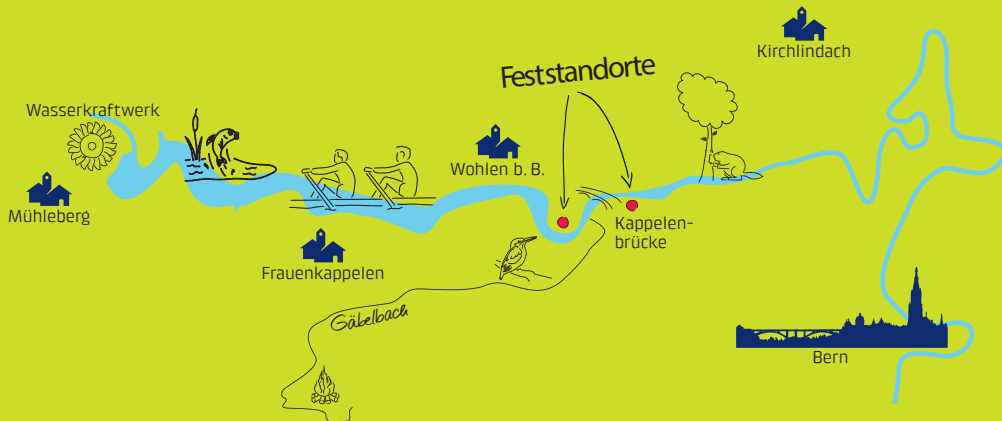 Kirchlindach
Feststandorte
Wasserkraftwerk
Wohlen b. B.
Mühleberg
Kappelen-
brücke
Frauenkappelen
Gäbelbach
Bern